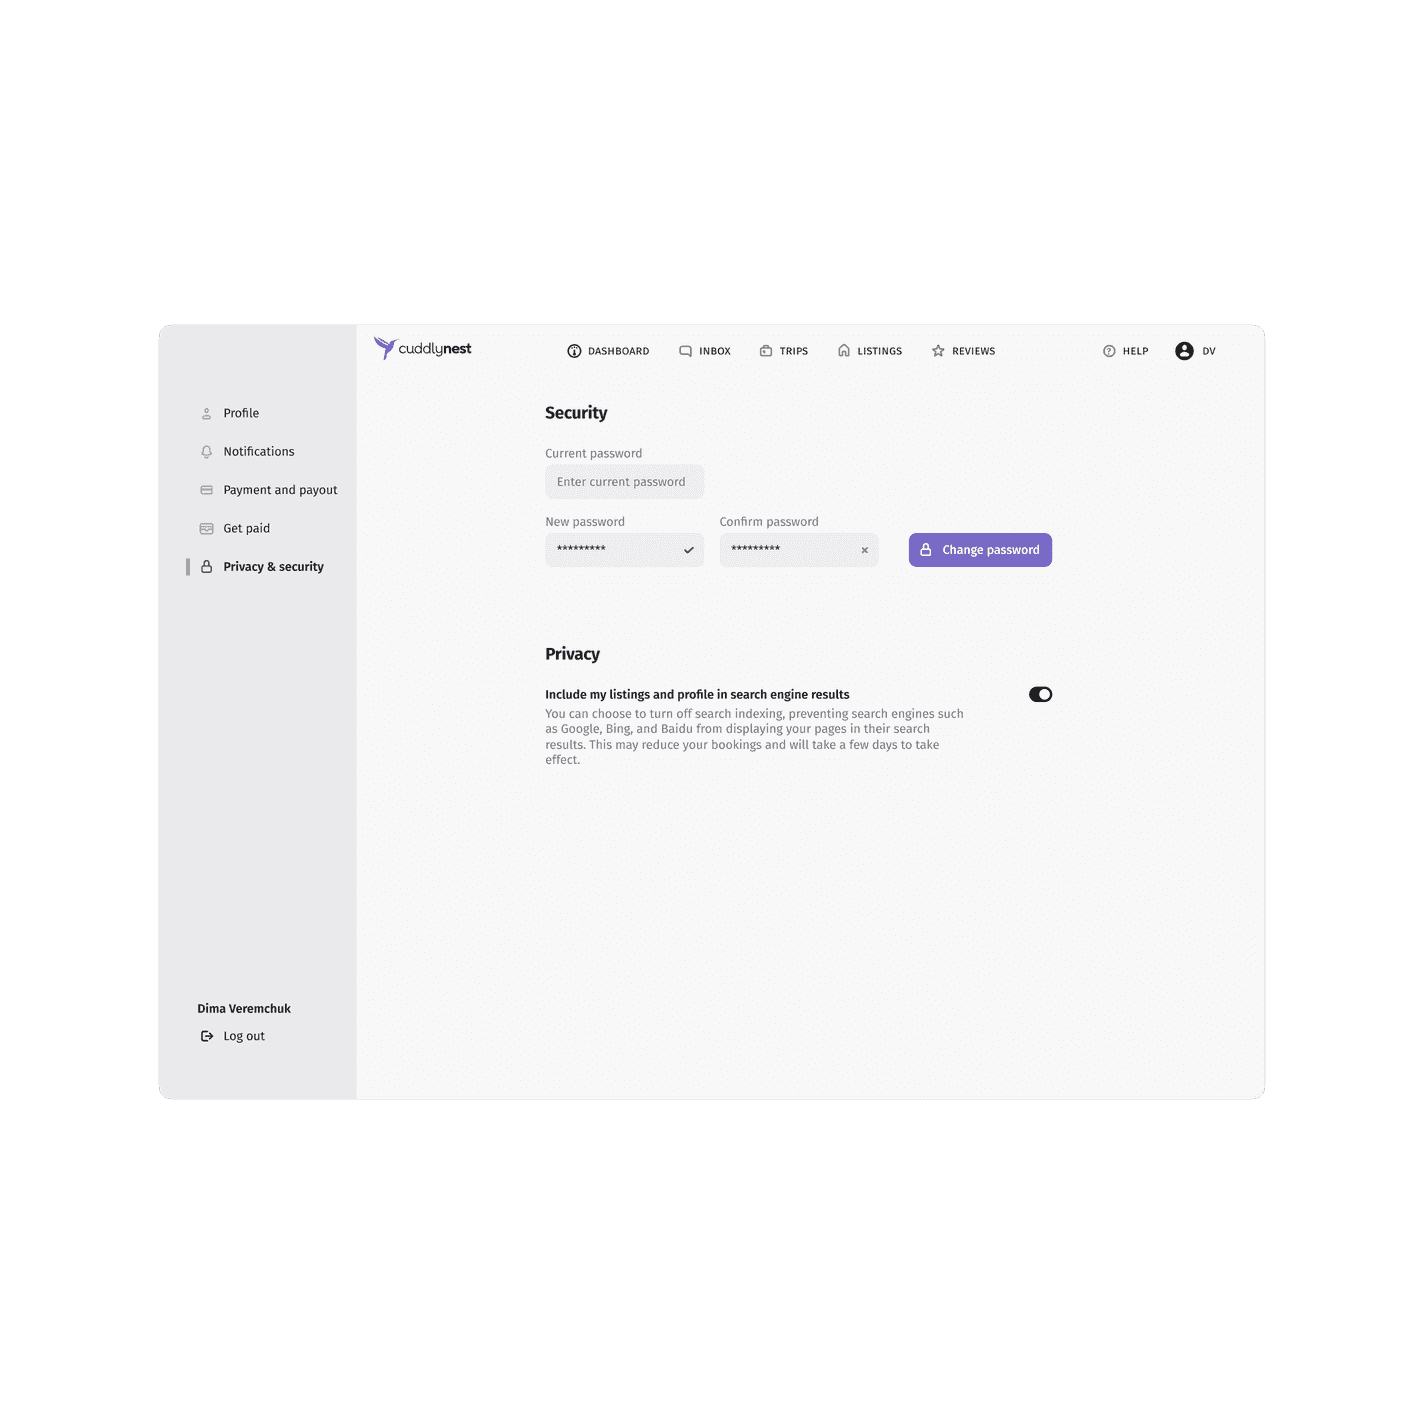 cuddlynest
DASHBOARD
INBOX
TRIPS
LISTINGS
REVIEWS
HELP
DV
Profile
Notifications
Payment and payout
Get paid
Privacy & security
Dima Veremchuk
Log out
Security
Current password
Enter current password
New password
Confirm password
*********
*********
Change password
Privacy
Include my listings and profile in search engine results
You can choose to turn off search indexing, preventing search engines such
as Google, Bing, and Baidu from displaying your pages in their search
results. This may reduce your bookings and will take a few days to take
effect.